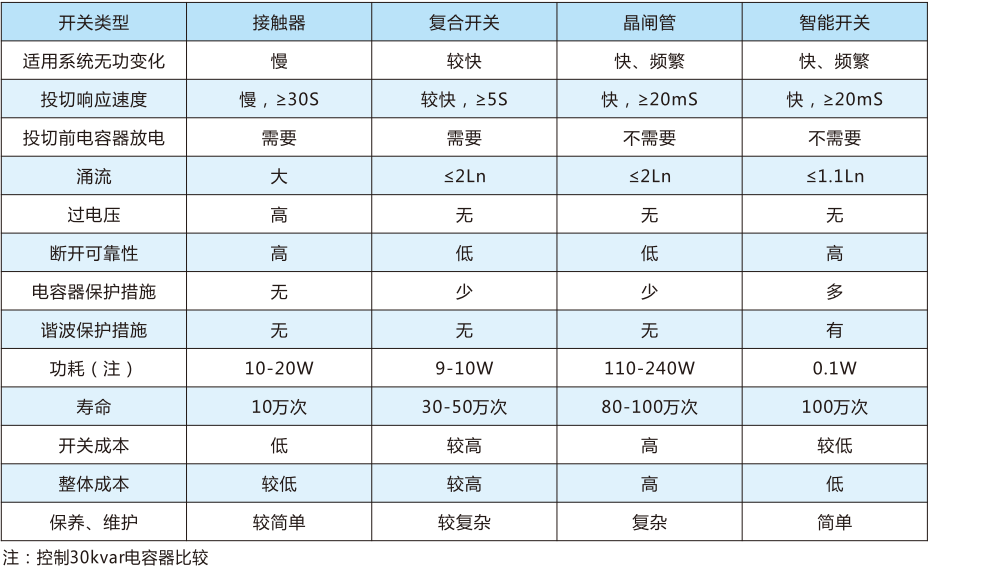 开关类型 接触器 复合开关 晶闸管 智能开关
适用系统无功变化 慢 较快 快、频繁 快、频繁
投切响应速度 慢，≥30S 较快，≥5S 快，≥20mS 快，≥20mS
投切前电容器放电 需要 需要 不需要 不需要
涌流 大 ≤2Ln ≤2Ln ≤1.1Ln
过电压 高 无 无 无
断开可靠性 高 低 低 高
电容器保护措施 无 少 少 多
谐波保护措施 无 无 无 有
功耗（注） 10-20W 9-10W 110-240W 0.1W
寿命 10万次 30-50万次 80-100万次 100万次
开关成本 低 较高 高 较低
整体成本 较低 较高 高 低
保养、维护 较简单 较复杂 复杂 简单
注：控制30kvar电容器比较